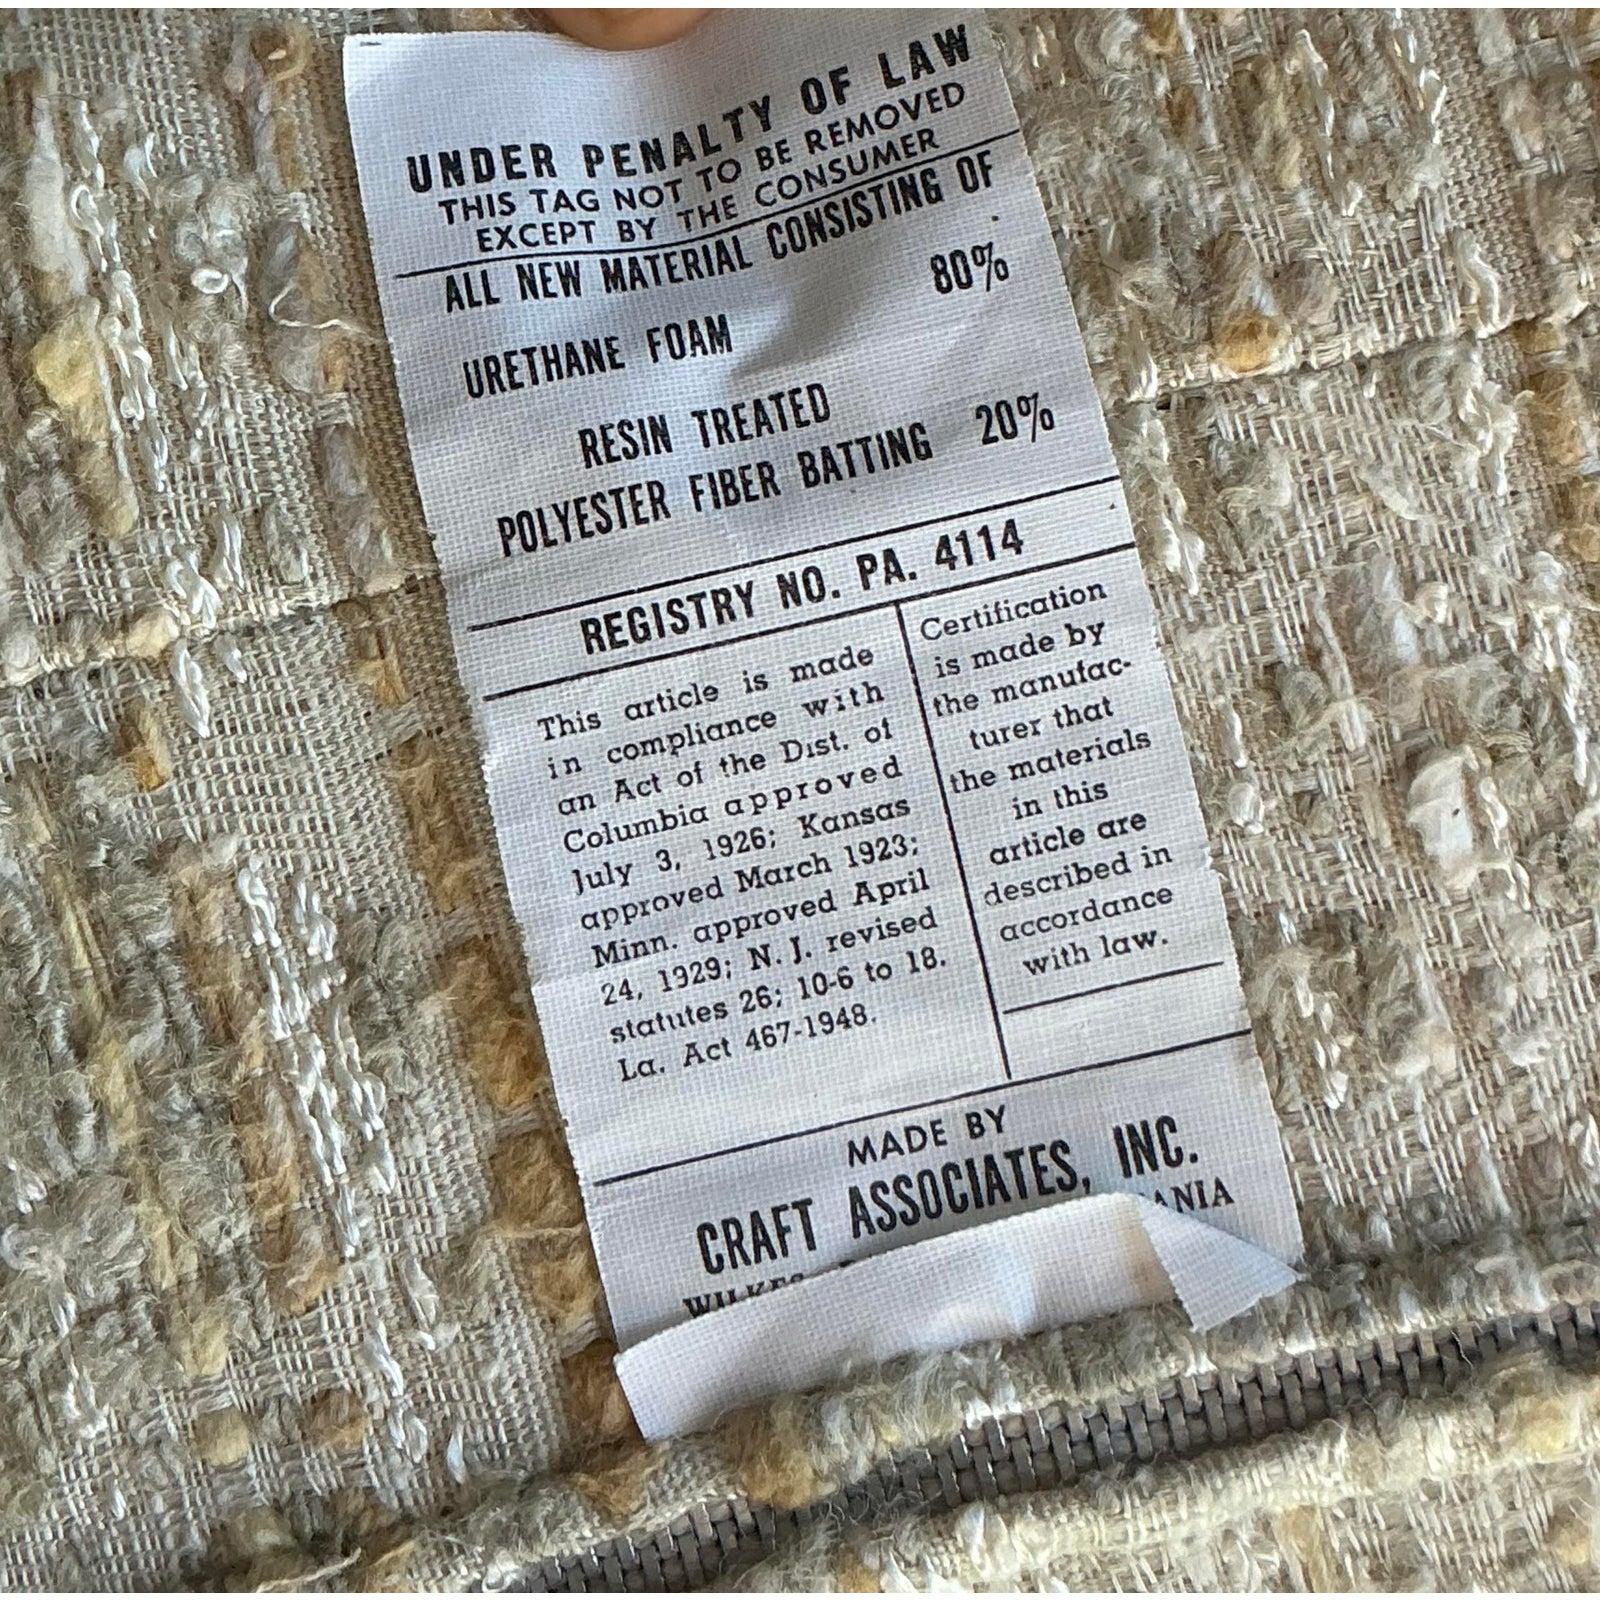 UNDER PENALTY OF LAW
THIS TAG NOT TO BE REMOVED
EXCEPT BY THE CONSUMER
ALL NEW MATERIAL CONSISTING OF
80%
URETHANE FOAM
RESIN TREATED
POLYESTER FIBER BATTING 20%
REGISTRY NO. PA. 4114
This article is made
in compliance with
an Act of the Dist. of
Columbia approved
July 3, 1926; Kansas
approved March 1923;
Minn. approved April
24, 1929; N. J. revised
statutes 26; 10-6 to 18.
La. Act 467-1948.
Certification
is made by
the manufac-
turer that
the materials
in this
article are
described in
accordance
with law.
MADE BY
CRAFT ASSOCIATES, INC.